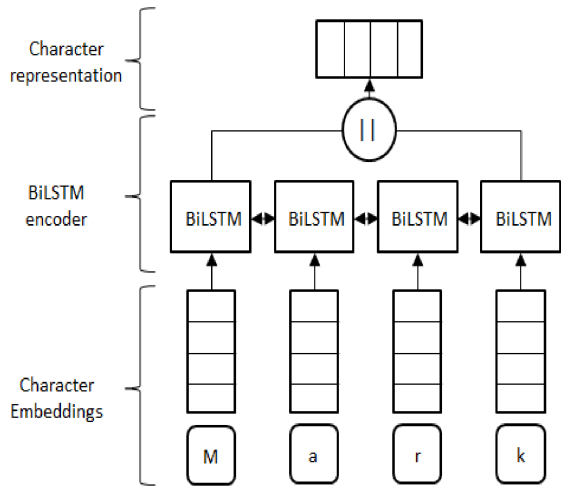 Character
representation
||
BiLSTM
encoder
BiLSTM BiLSTM BiLSTM BiLSTM
Character
Embeddings
M a r k